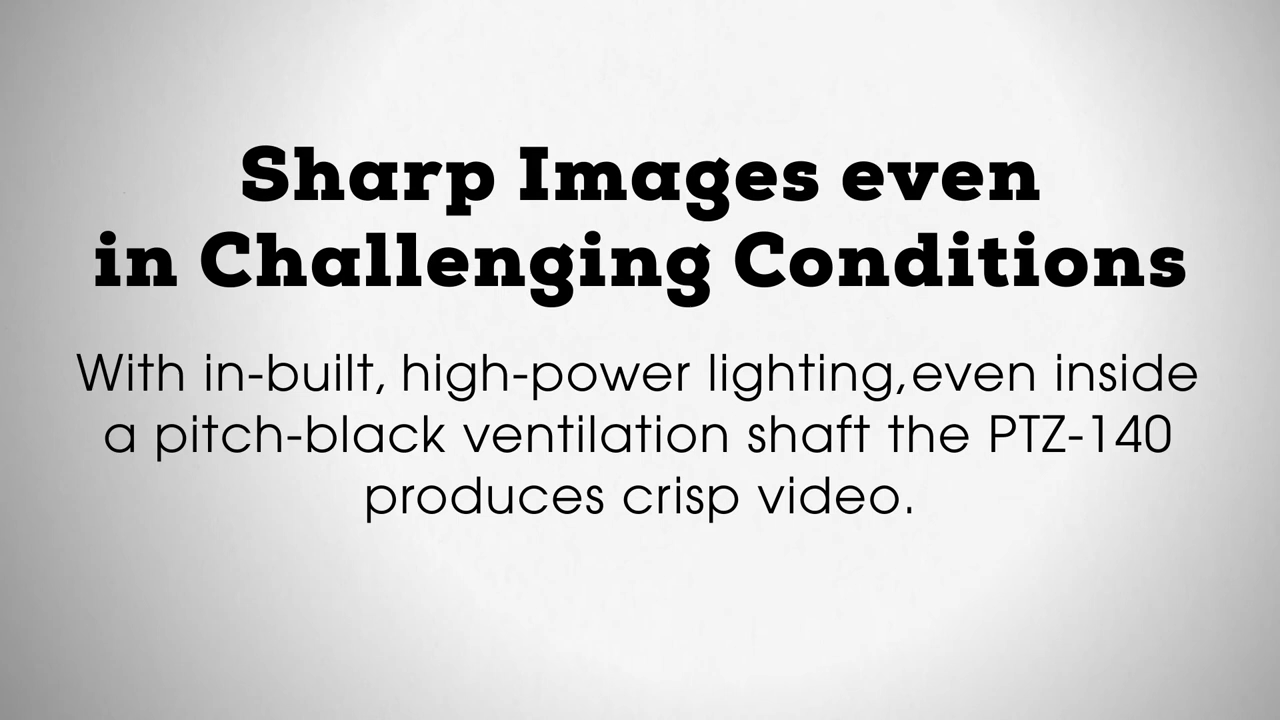 Sharp Images even
in Challenging Conditions
With in-built, high-power lighting,even inside
a pitch-black ventilation shaft the PTZ-140
produces crisp video.